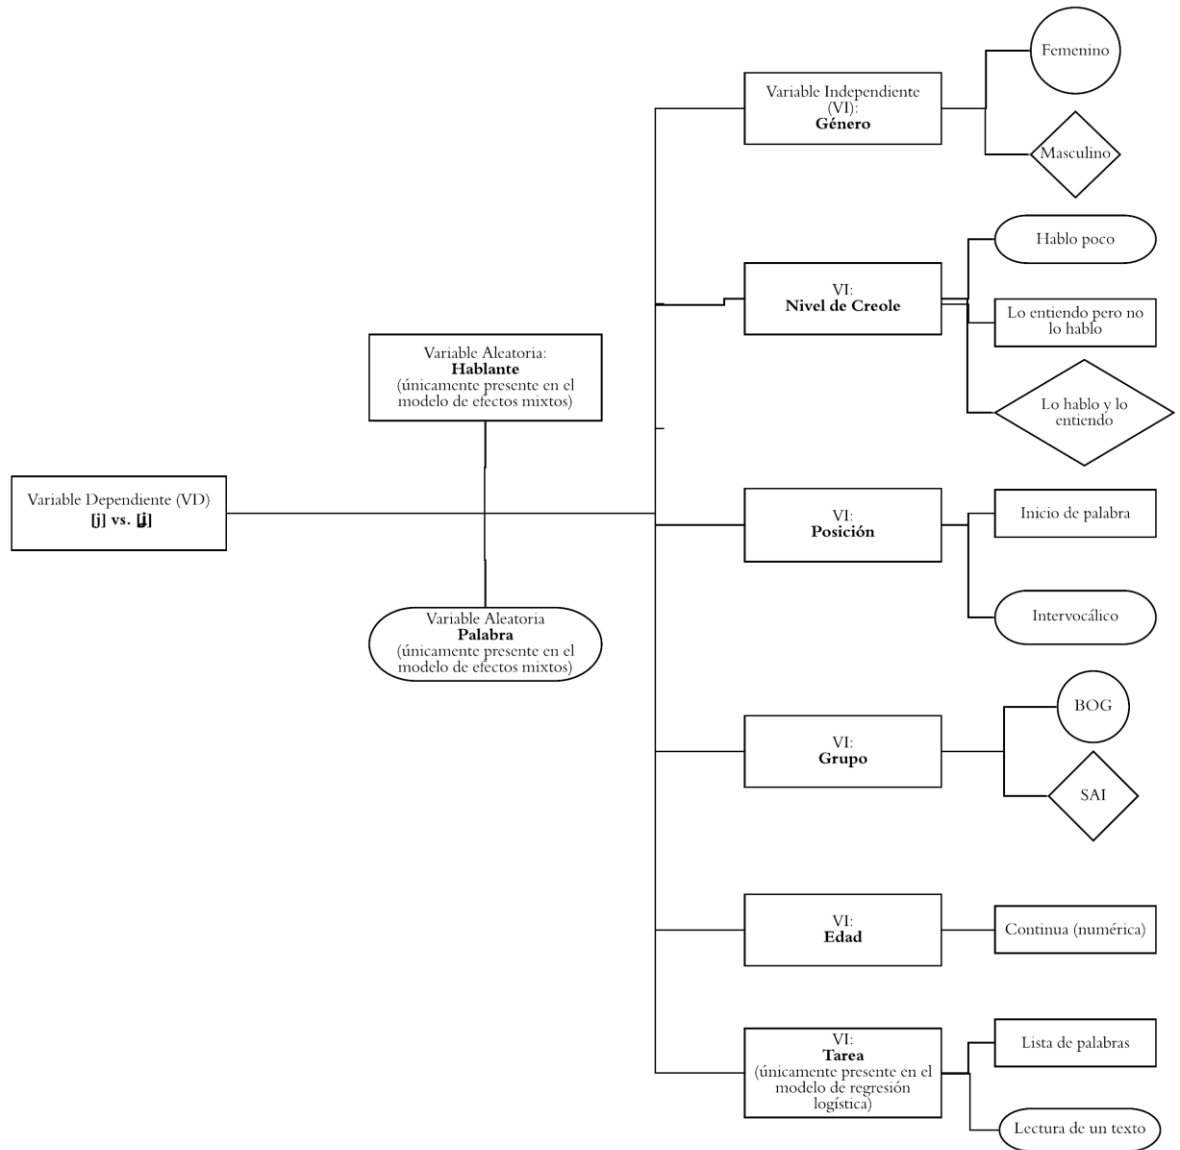 Femenino
Variable Independiente
(VI):
Género
Masculino
Hablo poco
VI:
Nivel de Creole
Lo entiendo pero no
lo hablo
Lo hablo y lo
entiendo
Variable Aleatoria:
Hablante
(únicamente presente en el
modelo de efectos mixtos)
Variable Dependiente (VD)
[j] vs. [ʝ]
VI:
Posición
Inicio de palabra
Intervocálico
Variable Aleatoria
Palabra
(únicamente presente en el
modelo de efectos mixtos)
VI:
Grupo
BOG
SAI
VI:
Edad
Continua (numérica)
VI:
Tarea
(únicamente presente en el
modelo de regresión
logística)
Lista de palabras
Lectura de un texto